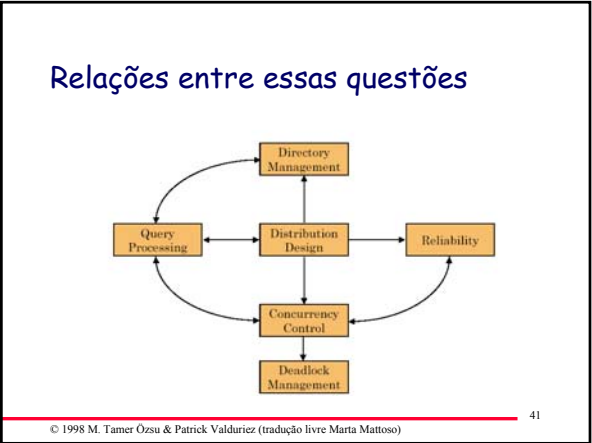 Relações entre essas questões
Directory
Management
Query
Processing
Distribution
Design
Reliability
Concurrency
Control
Deadlock
Management
41
© 1998 M. Tamer Özsu & Patrick Valduriez (tradução livre Marta Mattoso)